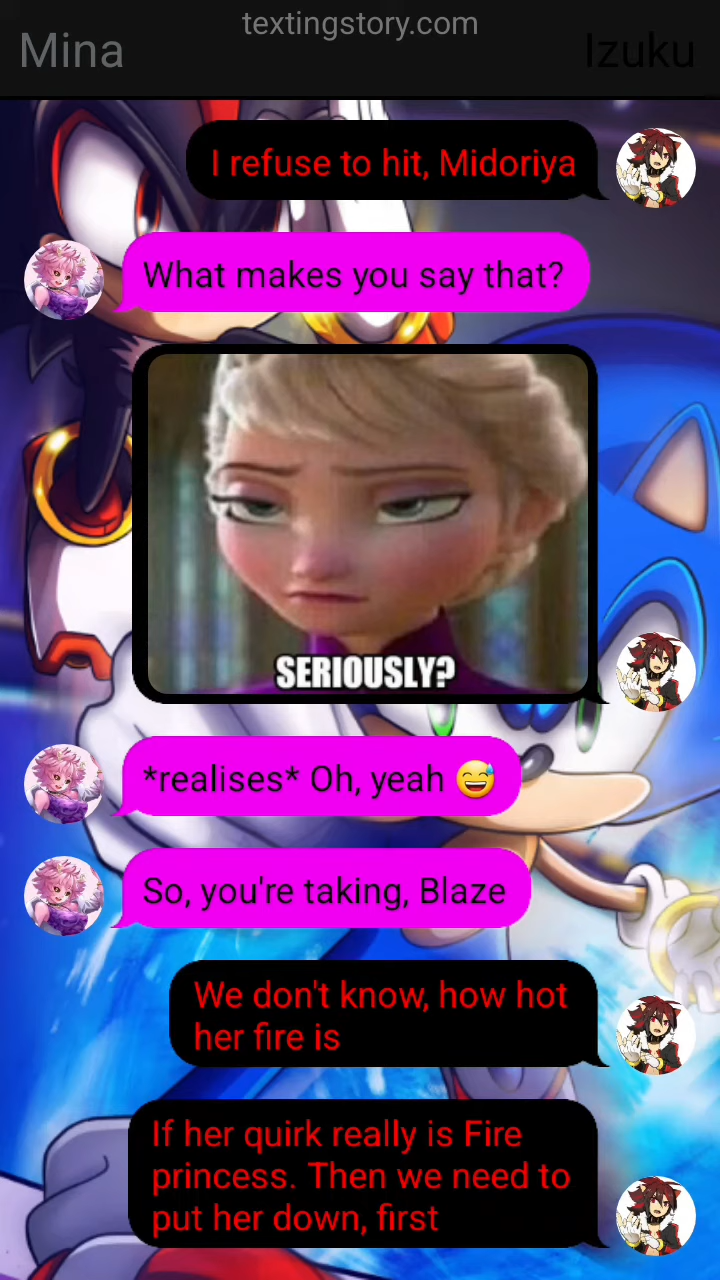 textingstory.com
Mina
Izuku
I refuse to hit, Midoriya
What makes you say that?
SERIOUSLY?
*realises* Oh, yeah 😅
So, you're taking, Blaze
We don't know, how hot
her fire is
If her quirk really is Fire
princess. Then we need to
put her down, first